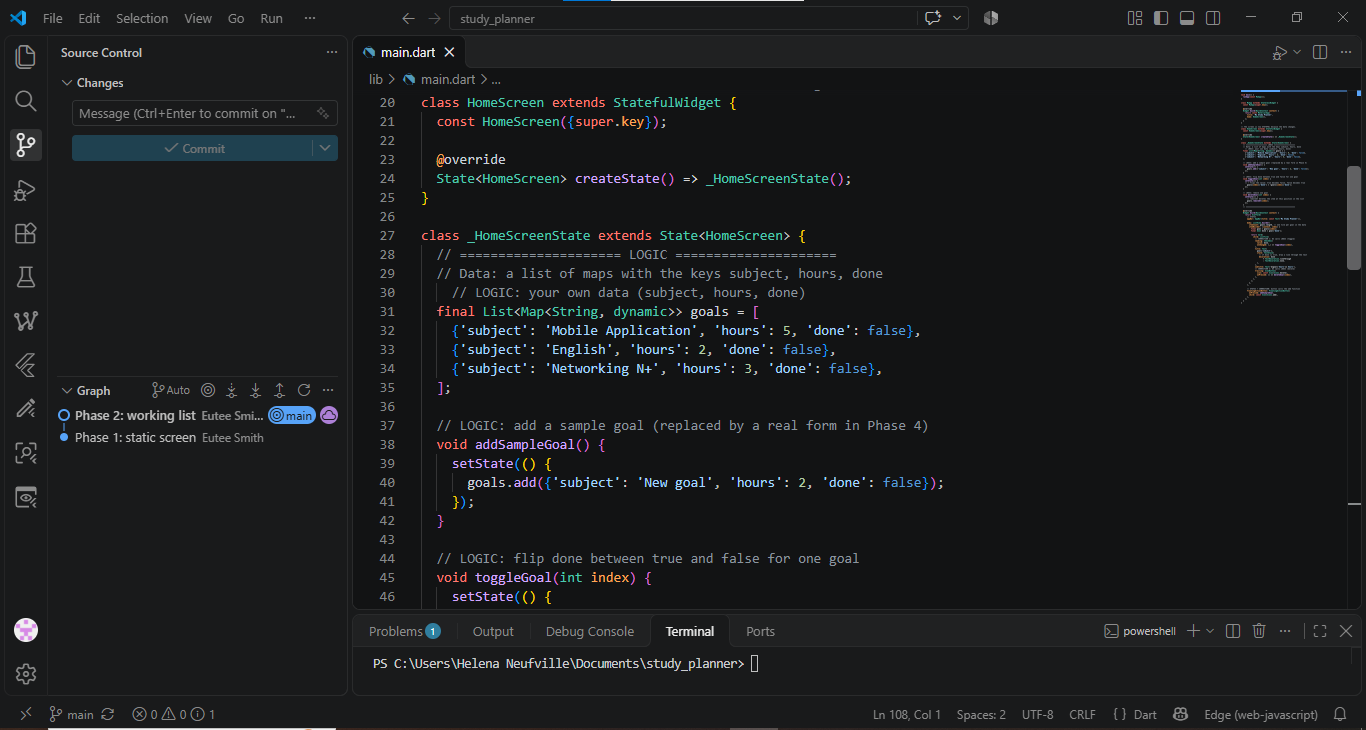 File Edit Selection View Go Run ··· study_planner
Source Control ···
Changes
Message (Ctrl+Enter to commit on "...
Commit
Graph Auto ···
Phase 2: working list Eutee Smi... main
Phase 1: static screen Eutee Smith
main.dart
lib > main.dart > ...
20 class HomeScreen extends StatefulWidget {
21 const HomeScreen({super.key});
22
23 @override
24 State<HomeScreen> createState() => _HomeScreenState();
25 }
26
27 class _HomeScreenState extends State<HomeScreen> {
28 // ===================== LOGIC =====================
29 // Data: a list of maps with the keys subject, hours, done
30 // LOGIC: your own data (subject, hours, done)
31 final List<Map<String, dynamic>> goals = [
32 {'subject': 'Mobile Application', 'hours': 5, 'done': false},
33 {'subject': 'English', 'hours': 2, 'done': false},
34 {'subject': 'Networking N+', 'hours': 3, 'done': false},
35 ];
36
37 // LOGIC: add a sample goal (replaced by a real form in Phase 4)
38 void addSampleGoal() {
39 setState(() {
40 goals.add({'subject': 'New goal', 'hours': 2, 'done': false});
41 });
42 }
43
44 // LOGIC: flip done between true and false for one goal
45 void toggleGoal(int index) {
46 setState(() {
Problems 1 Output Debug Console Terminal Ports powershell ···
PS C:\Users\Helena Neufville\Documents\study_planner>
main 0 0 1 Ln 108, Col 1 Spaces: 2 UTF-8 CRLF { } Dart Edge (web-javascript)